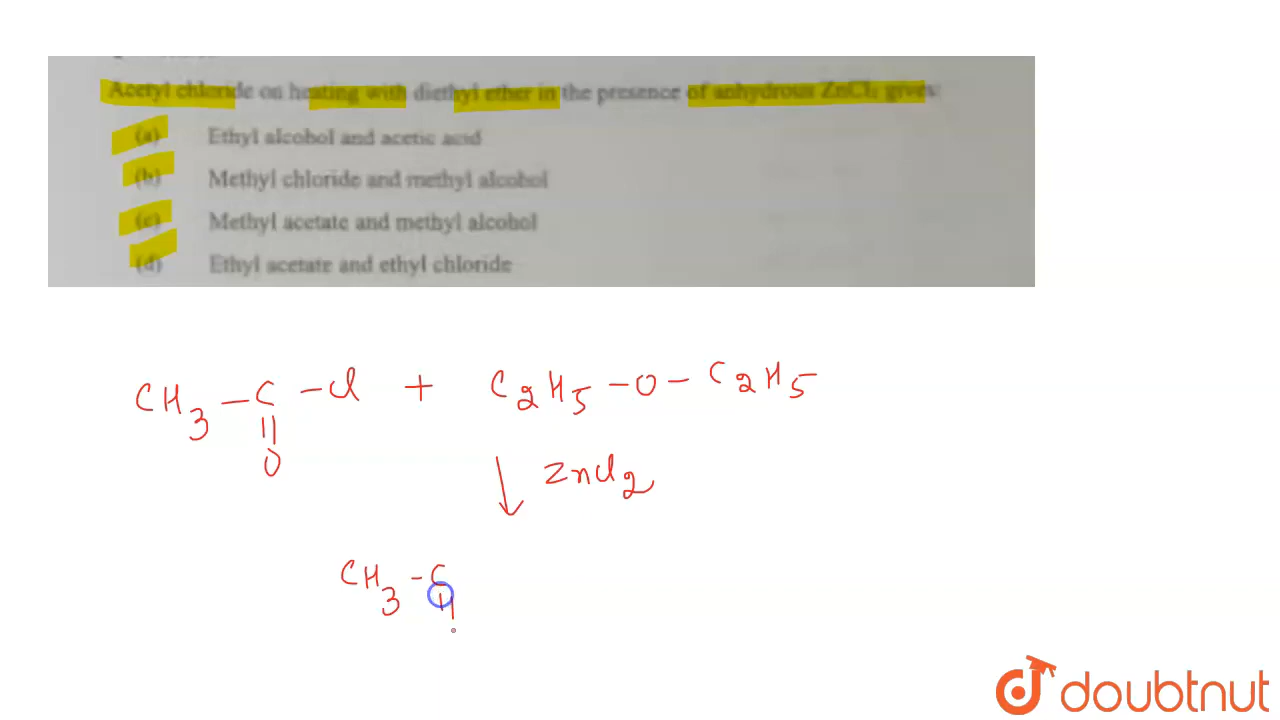 Acetyl chloride on heating with diethyl ether in the presence of anhydrous ZnCl₂ gives:
(a) Ethyl alcohol and acetic acid
(b) Methyl chloride and methyl alcohol
(c) Methyl acetate and methyl alcohol
(d) Ethyl acetate and ethyl chloride
CH₃ – C – Cl + C₂H₅ – O – C₂H₅
||
O
↓ ZnCl₂
CH₃ – C
||
doubtnut